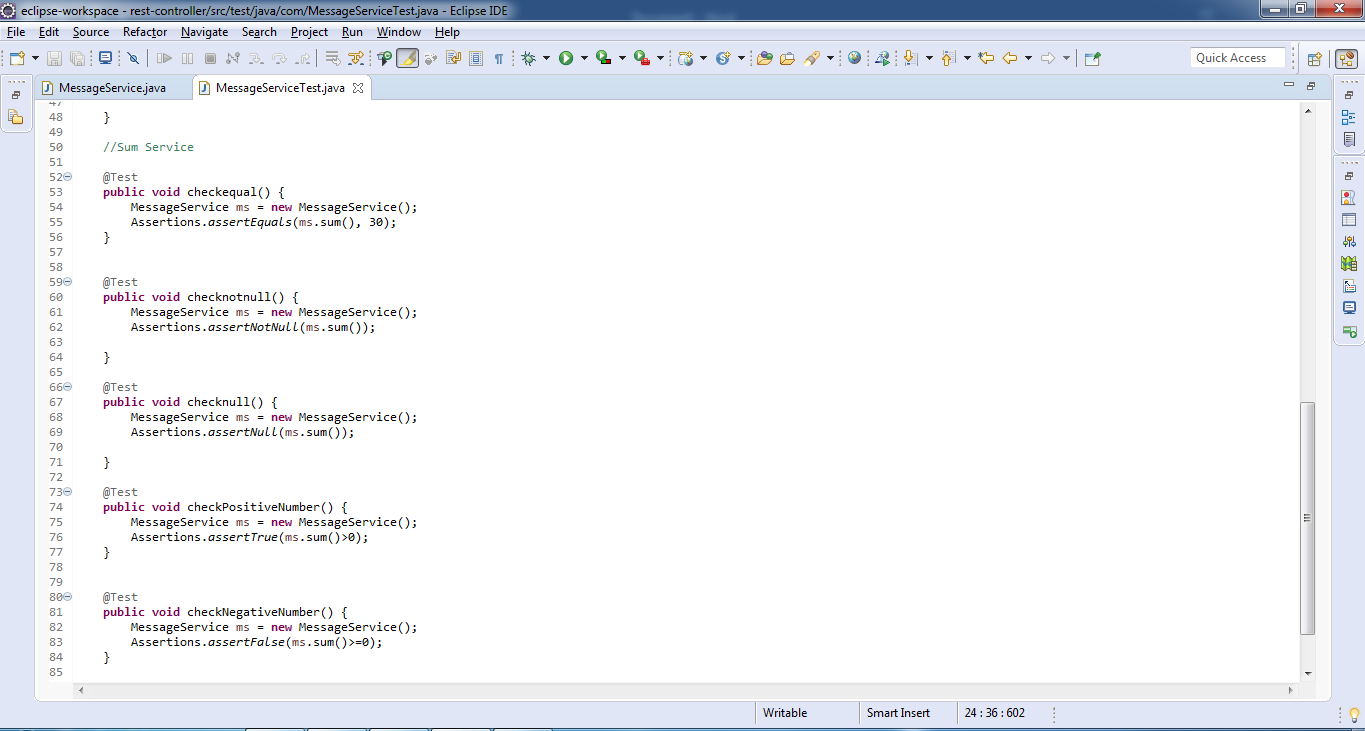 eclipse-workspace - rest-controller/src/test/java/com/MessageServiceTest.java - Eclipse IDE
File Edit Source Refactor Navigate Search Project Run Window Help
Quick Access
MessageService.java MessageServiceTest.java
47
48 }
49
50 //Sum Service
51
52 @Test
53 public void checkequal() {
54 MessageService ms = new MessageService();
55 Assertions.assertEquals(ms.sum(), 30);
56 }
57
58
59 @Test
60 public void checknotnull() {
61 MessageService ms = new MessageService();
62 Assertions.assertNotNull(ms.sum());
63
64 }
65
66 @Test
67 public void checknull() {
68 MessageService ms = new MessageService();
69 Assertions.assertNull(ms.sum());
70
71 }
72
73 @Test
74 public void checkPositiveNumber() {
75 MessageService ms = new MessageService();
76 Assertions.assertTrue(ms.sum()>0);
77 }
78
79
80 @Test
81 public void checkNegativeNumber() {
82 MessageService ms = new MessageService();
83 Assertions.assertFalse(ms.sum()>=0);
84 }
85
Writable Smart Insert 24 : 36 : 602